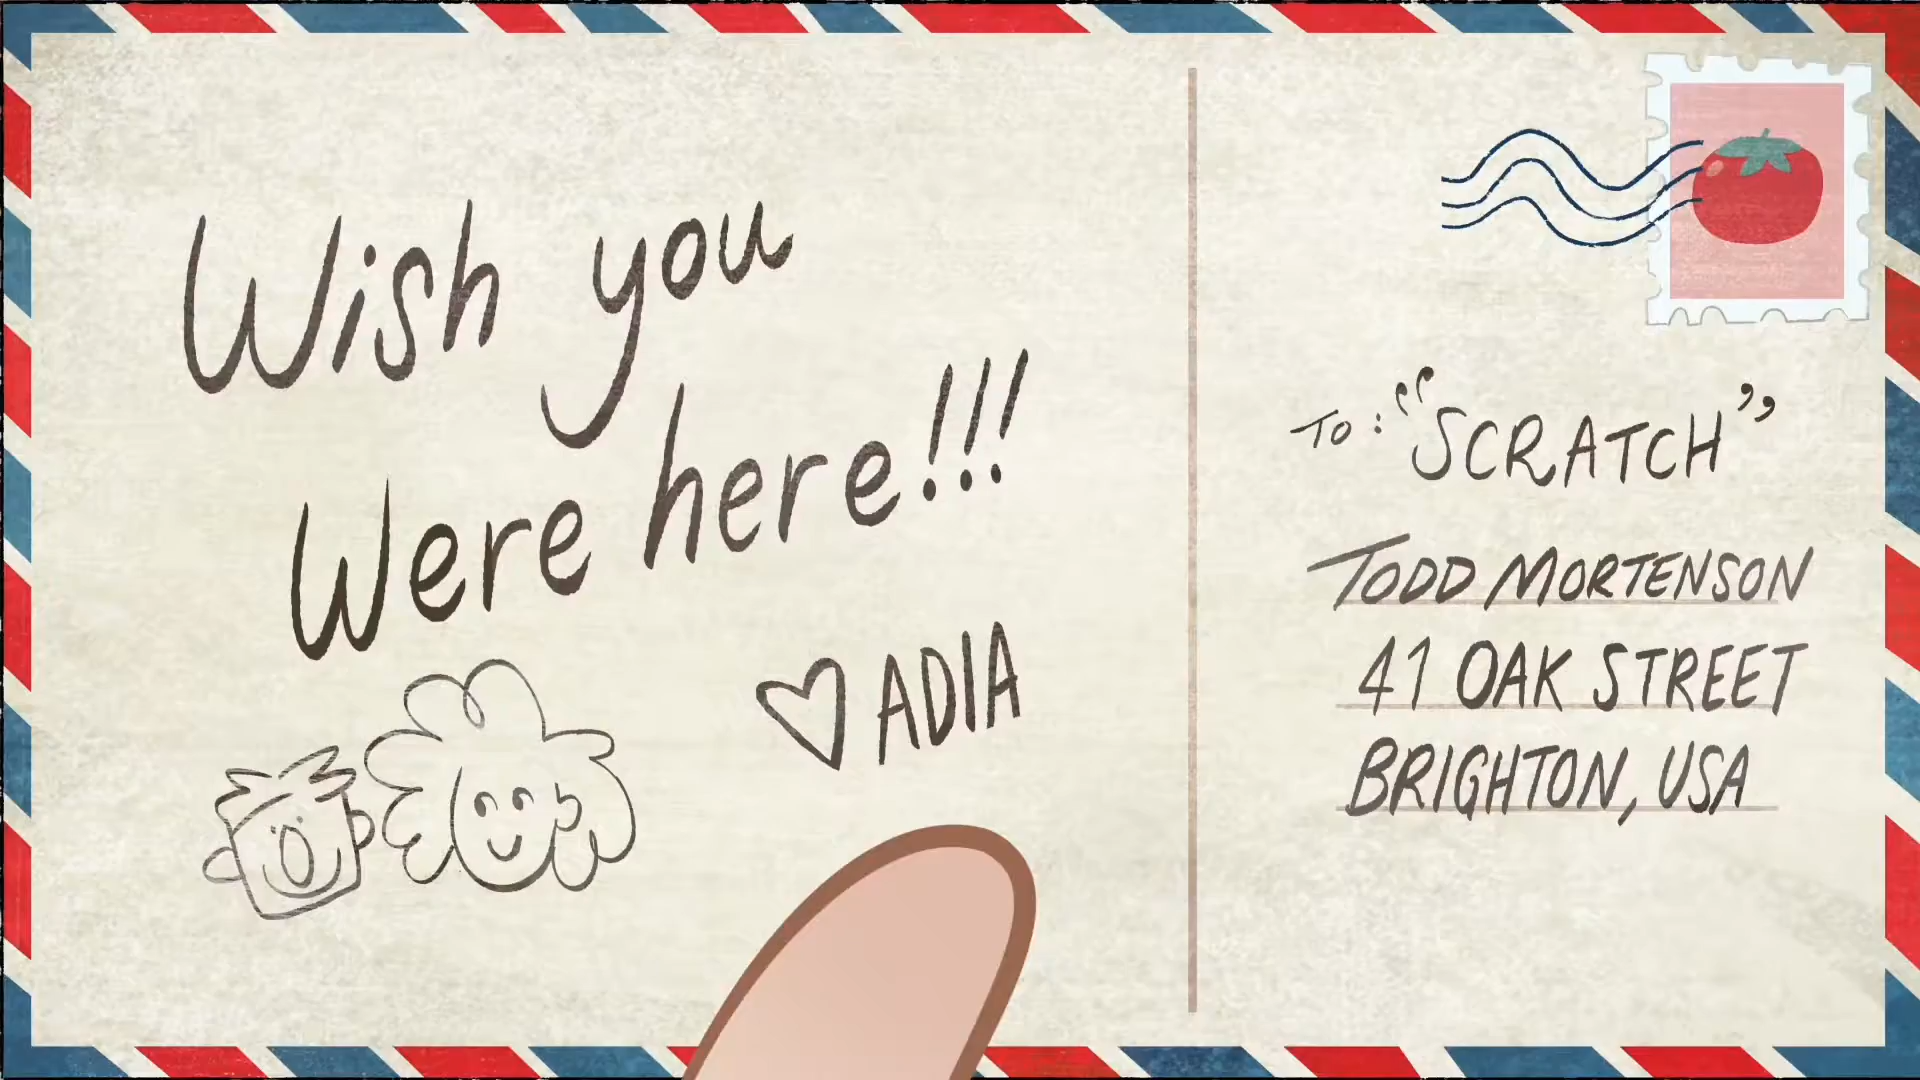 Wish you
Were here!!!
♡ ADIA
To: "SCRATCH"
TODD MORTENSON
41 OAK STREET
BRIGHTON, USA